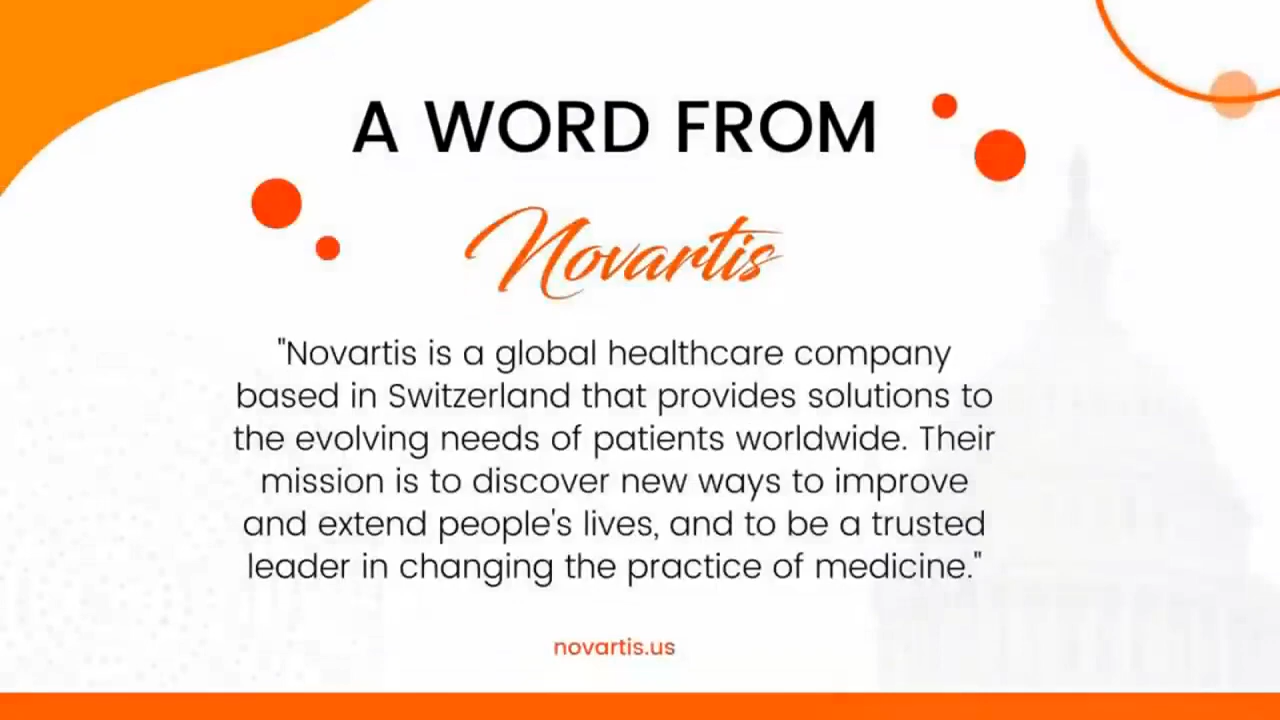 A WORD FROM
Novartis
"Novartis is a global healthcare company
based in Switzerland that provides solutions to
the evolving needs of patients worldwide. Their
mission is to discover new ways to improve
and extend people's lives, and to be a trusted
leader in changing the practice of medicine."
novartis.us